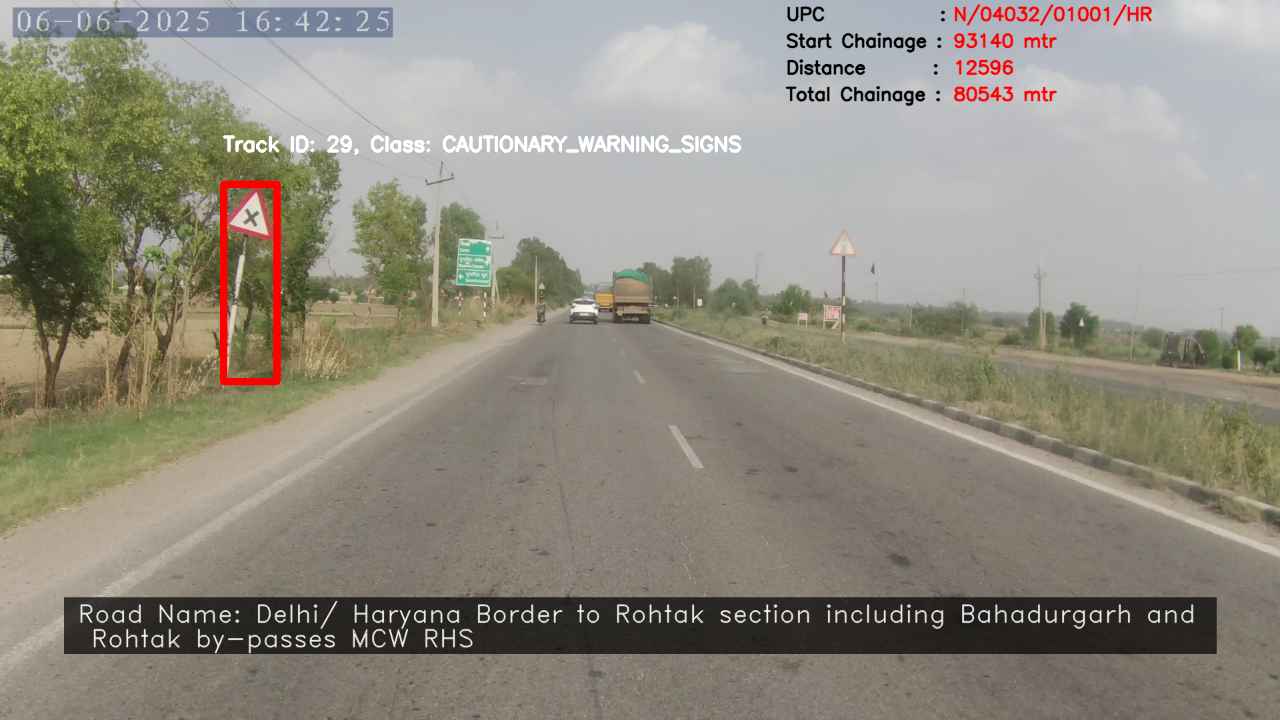 06-06-2025 16:42:25
UPC : N/04032/01001/HR
Start Chainage : 93140 mtr
Distance : 12596
Total Chainage : 80543 mtr
Track ID: 29, Class: CAUTIONARY_WARNING_SIGNS
Road Name: Delhi/ Haryana Border to Rohtak section including Bahadurgarh and
Rohtak by-passes MCW RHS